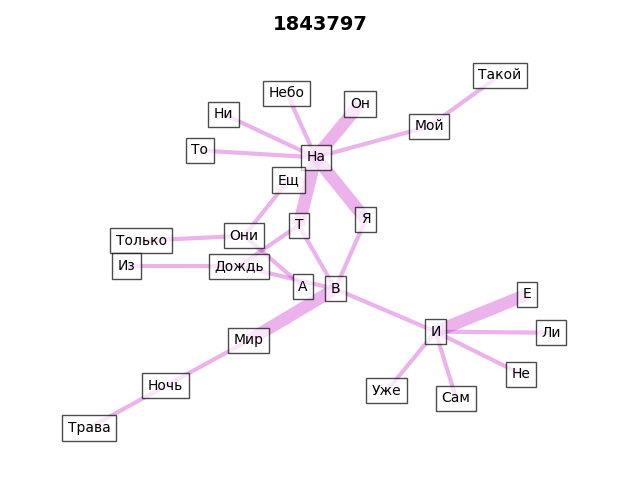 1843797
Такой
Небо
Он
Ни
Мой
То
На
Ещ
Я
Т
Они
Только
Из
Дождь
А
В
Е
И
Ли
Мир
Не
Ночь
Уже
Сам
Трава